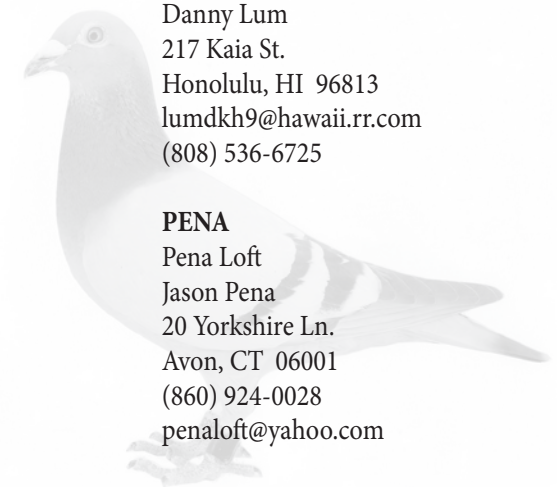 Danny Lum
217 Kaia St.
Honolulu, HI  96813
lumdkh9@hawaii.rr.com
(808) 536-6725
PENA
Pena Loft
Jason Pena
20 Yorkshire Ln.
Avon, CT  06001
(860) 924-0028
penaloft@yahoo.com